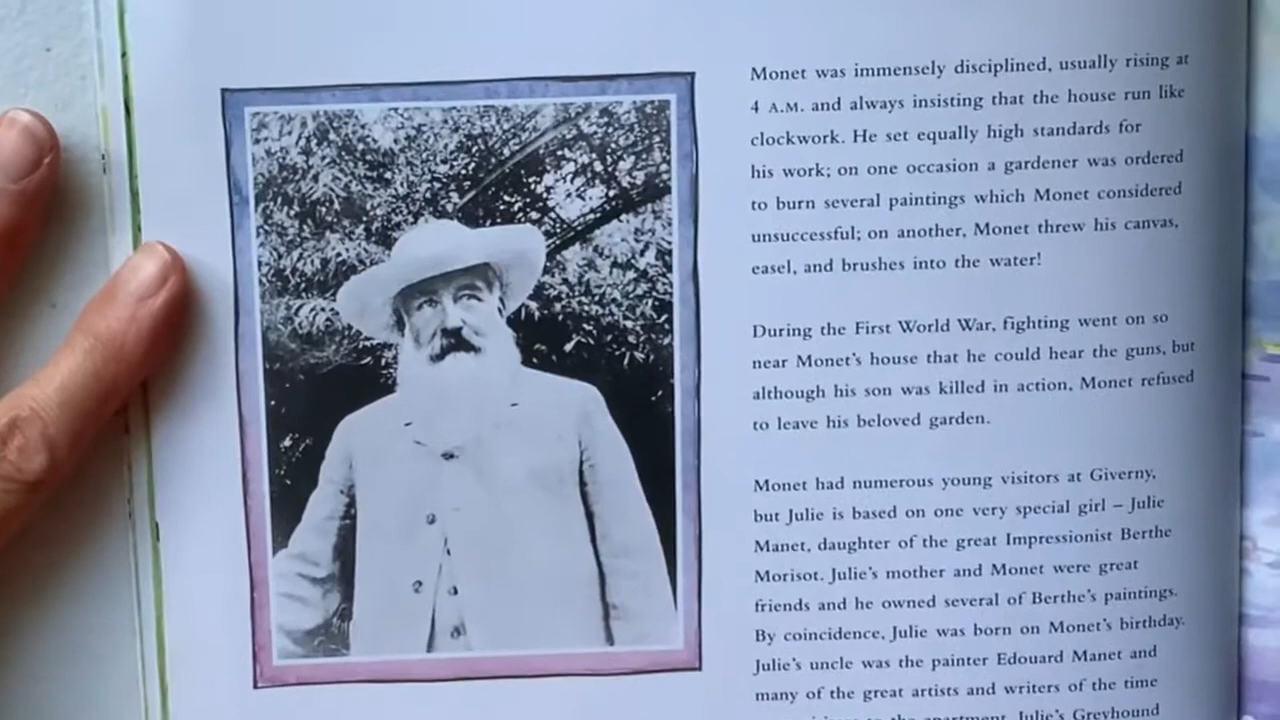 Monet was immensely disciplined, usually rising at
4 A.M. and always insisting that the house run like
clockwork. He set equally high standards for
his work; on one occasion a gardener was ordered
to burn several paintings which Monet considered
unsuccessful; on another, Monet threw his canvas,
easel, and brushes into the water!
During the First World War, fighting went on so
near Monet's house that he could hear the guns, but
although his son was killed in action, Monet refused
to leave his beloved garden.
Monet had numerous young visitors at Giverny,
but Julie is based on one very special girl – Julie
Manet, daughter of the great Impressionist Berthe
Morisot. Julie's mother and Monet were great
friends and he owned several of Berthe's paintings.
By coincidence, Julie was born on Monet's birthday.
Julie's uncle was the painter Edouard Manet and
many of the great artists and writers of the time
apartment. Julie's Greyhound